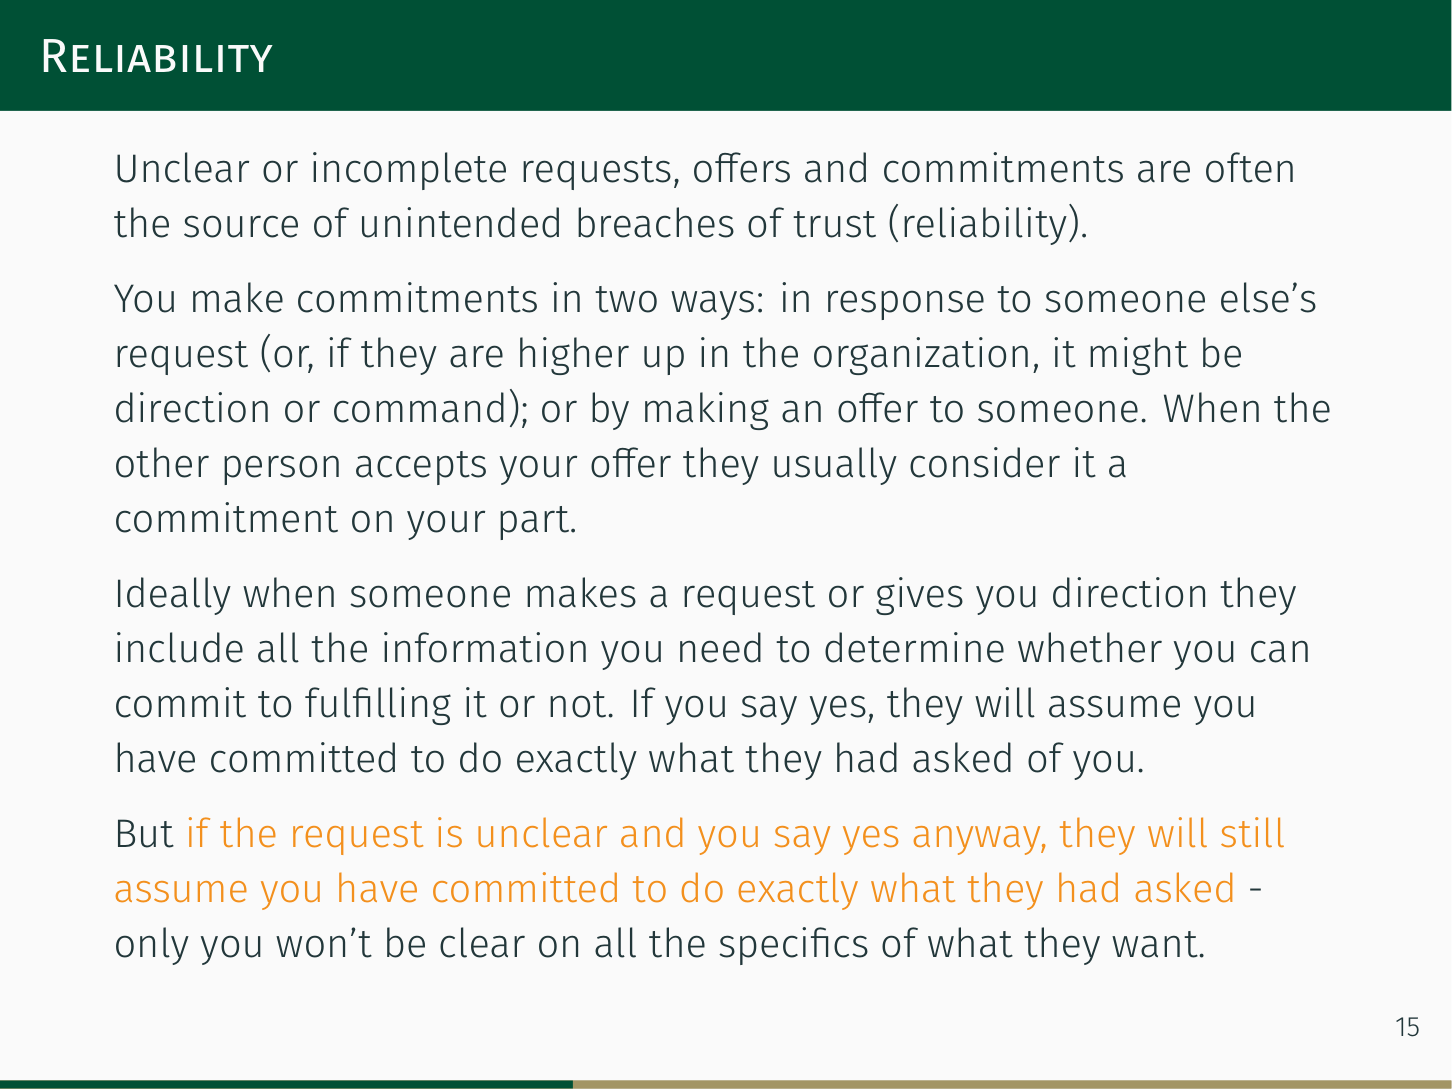 Reliability
Unclear or incomplete requests, offers and commitments are often
the source of unintended breaches of trust (reliability).
You make commitments in two ways: in response to someone else’s
request (or, if they are higher up in the organization, it might be
direction or command); or by making an offer to someone. When the
other person accepts your offer they usually consider it a
commitment on your part.
Ideally when someone makes a request or gives you direction they
include all the information you need to determine whether you can
commit to fulfilling it or not. If you say yes, they will assume you
have committed to do exactly what they had asked of you.
But if the request is unclear and you say yes anyway, they will still
assume you have committed to do exactly what they had asked -
only you won’t be clear on all the specifics of what they want.
15